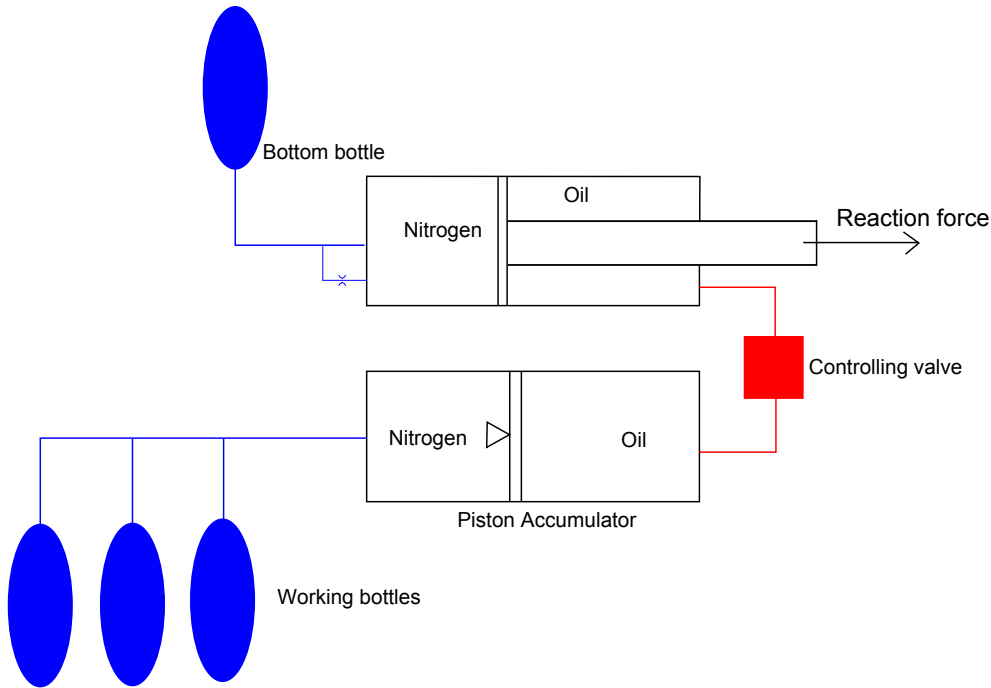 Bottom bottle
Oil
Nitrogen
Reaction force
Controlling valve
Nitrogen
Oil
Piston Accumulator
Working bottles